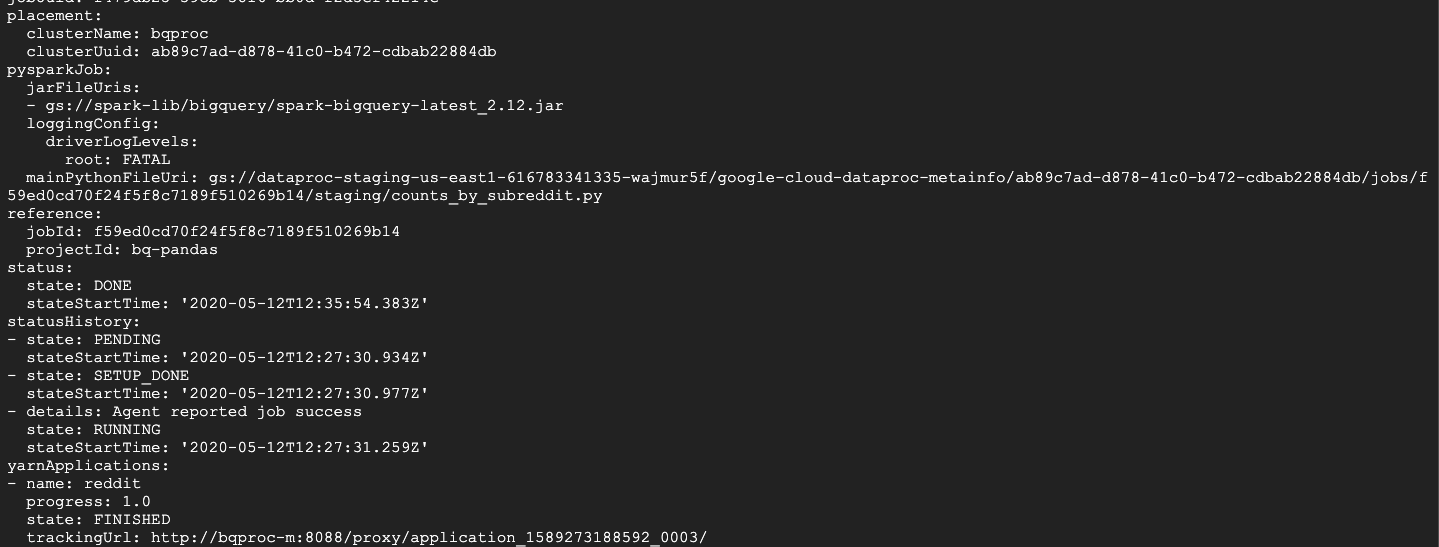 placement:
  clusterName: bqproc
  clusterUuid: ab89c7ad-d878-41c0-b472-cdbab22884db
pysparkJob:
  jarFileUris:
  - gs://spark-lib/bigquery/spark-bigquery-latest_2.12.jar
  loggingConfig:
    driverLogLevels:
      root: FATAL
  mainPythonFileUri: gs://dataproc-staging-us-east1-616783341335-wajmur5f/google-cloud-dataproc-metainfo/ab89c7ad-d878-41c0-b472-cdbab22884db/jobs/f
59ed0cd70f24f5f8c7189f510269b14/staging/counts_by_subreddit.py
reference:
  jobId: f59ed0cd70f24f5f8c7189f510269b14
  projectId: bq-pandas
status:
  state: DONE
  stateStartTime: '2020-05-12T12:35:54.383Z'
statusHistory:
- state: PENDING
  stateStartTime: '2020-05-12T12:27:30.934Z'
- state: SETUP_DONE
  stateStartTime: '2020-05-12T12:27:30.977Z'
- details: Agent reported job success
  state: RUNNING
  stateStartTime: '2020-05-12T12:27:31.259Z'
yarnApplications:
- name: reddit
  progress: 1.0
  state: FINISHED
  trackingUrl: http://bqproc-m:8088/proxy/application_1589273188592_0003/